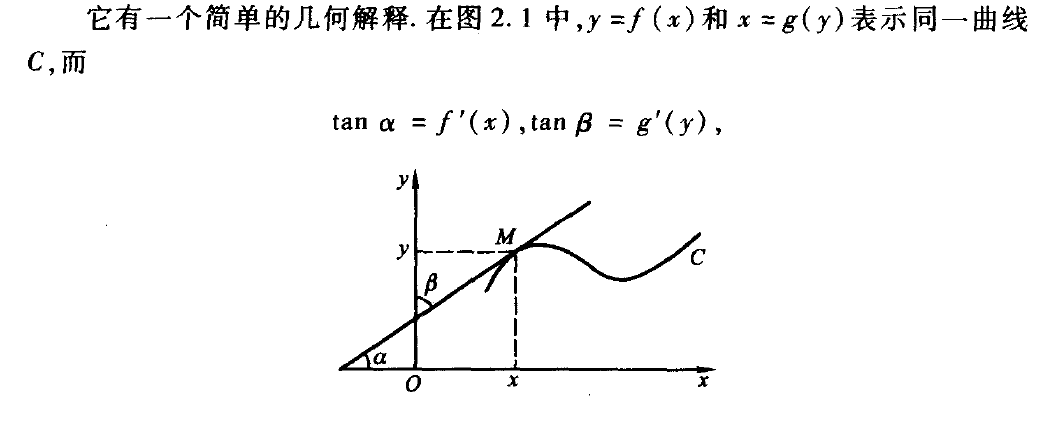 它有一个简单的几何解释. 在图 2. 1 中,y =f (x)和 x = g(y)表示同一曲线
C,而
tan α = f ′(x),tan β = g′(y),
y
y
M
C
β
α
O
x
x